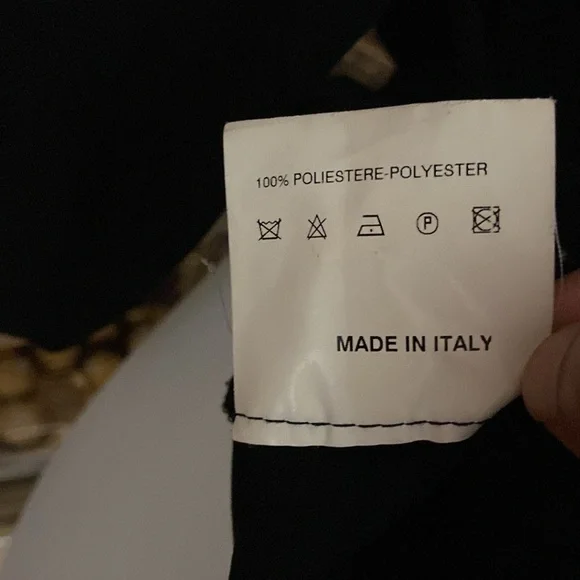 100% POLIESTERE-POLYESTER
P
MADE IN ITALY